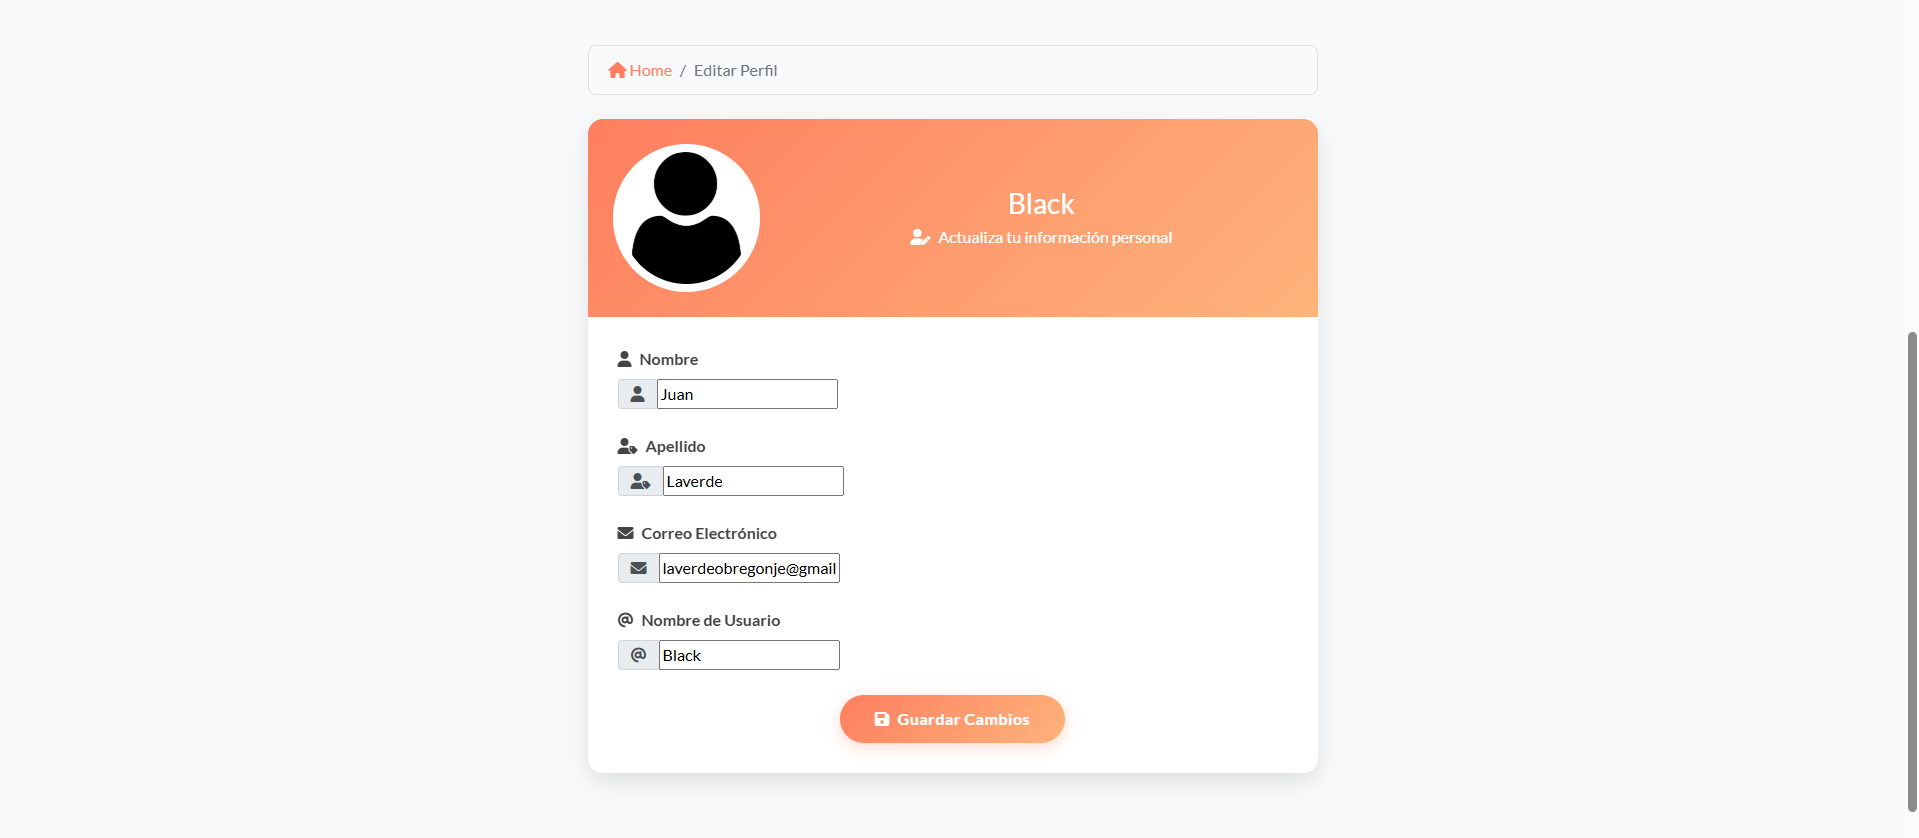 Home / Editar Perfil
Black
Actualiza tu información personal
Nombre
Juan
Apellido
Laverde
Correo Electrónico
laverdeobregonje@gmail
@ Nombre de Usuario
@ Black
Guardar Cambios